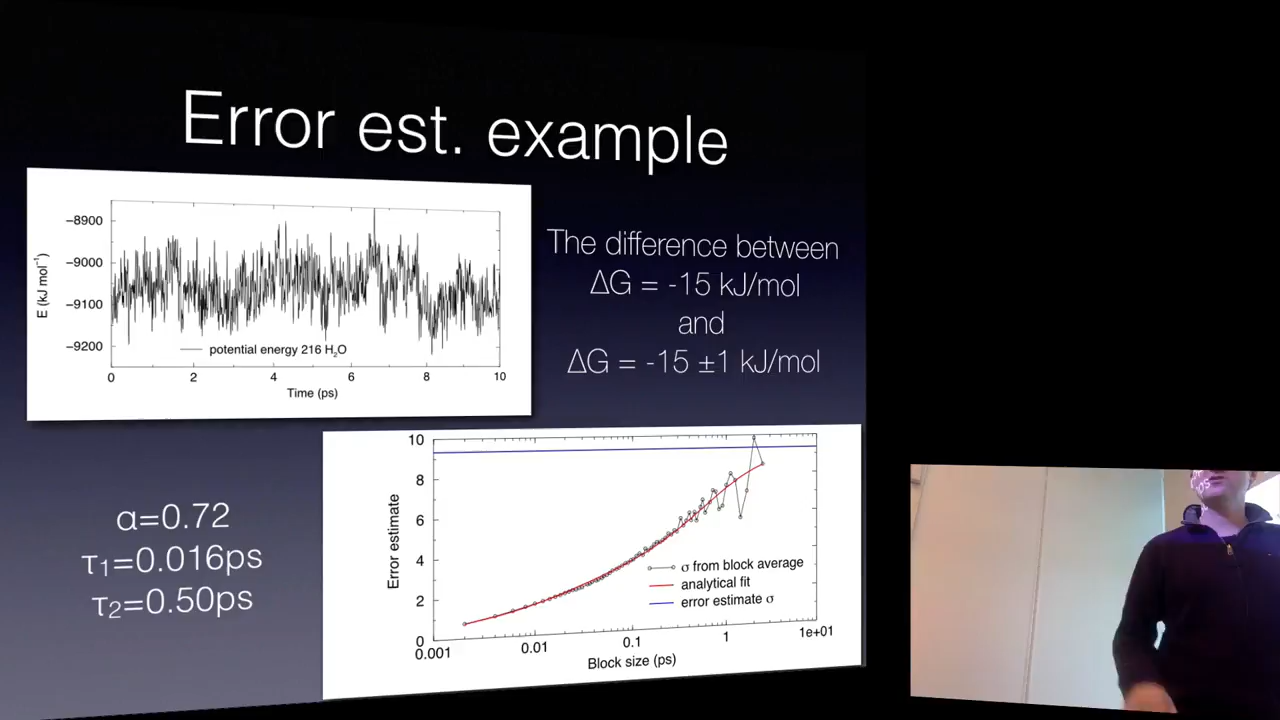 Error est. example
-8900
-9000
-9100
-9200
E (kJ mol⁻¹)
potential energy 216 H₂O
0 2 4 6 8 10
Time (ps)
The difference between
ΔG = -15 kJ/mol
and
ΔG = -15 ±1 kJ/mol
α=0.72
τ₁=0.016ps
τ₂=0.50ps
10
8
6
4
2
0
Error estimate
σ from block average
analytical fit
error estimate σ
0.001 0.01 0.1 1 1e+01
Block size (ps)